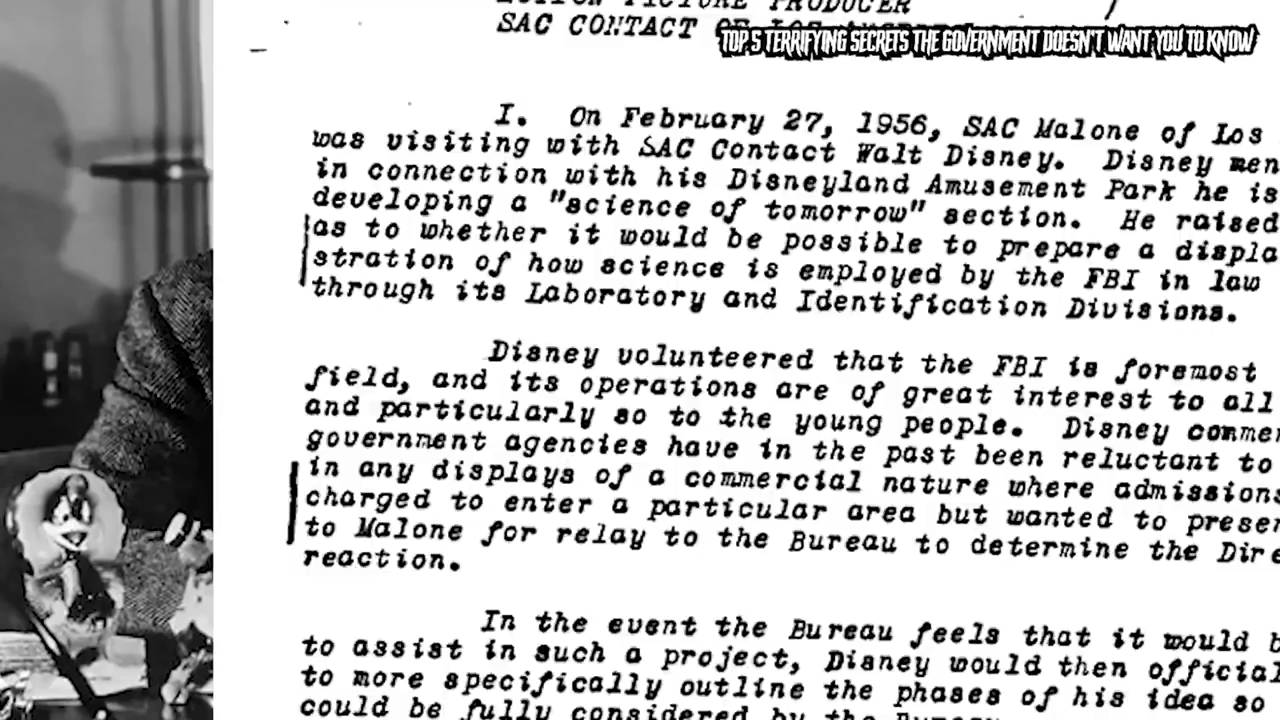 MOTION PICTURE PRODUCER
SAC CONTACT OF LOS
TOP 5 TERRIFYING SECRETS THE GOVERNMENT DOESN'T WANT YOU TO KNOW
I. On February 27, 1956, SAC Malone of Los
was visiting with SAC Contact Walt Disney. Disney men
in connection with his Disneyland Amusement Park he is
developing a "science of tomorrow" section. He raised
as to whether it would be possible to prepare a displa
stration of how science is employed by the FBI in law
through its Laboratory and Identification Divisions.
Disney volunteered that the FBI is foremost
field, and its operations are of great interest to all
and particularly so to the young people. Disney commen
government agencies have in the past been reluctant to
in any displays of a commercial nature where admissions
charged to enter a particular area but wanted to presen
to Malone for relay to the Bureau to determine the Dire
reaction.
In the event the Bureau feels that it would b
to assist in such a project, Disney would then official
to more specifically outline the phases of his idea so
could be fully considered by the Bureau.